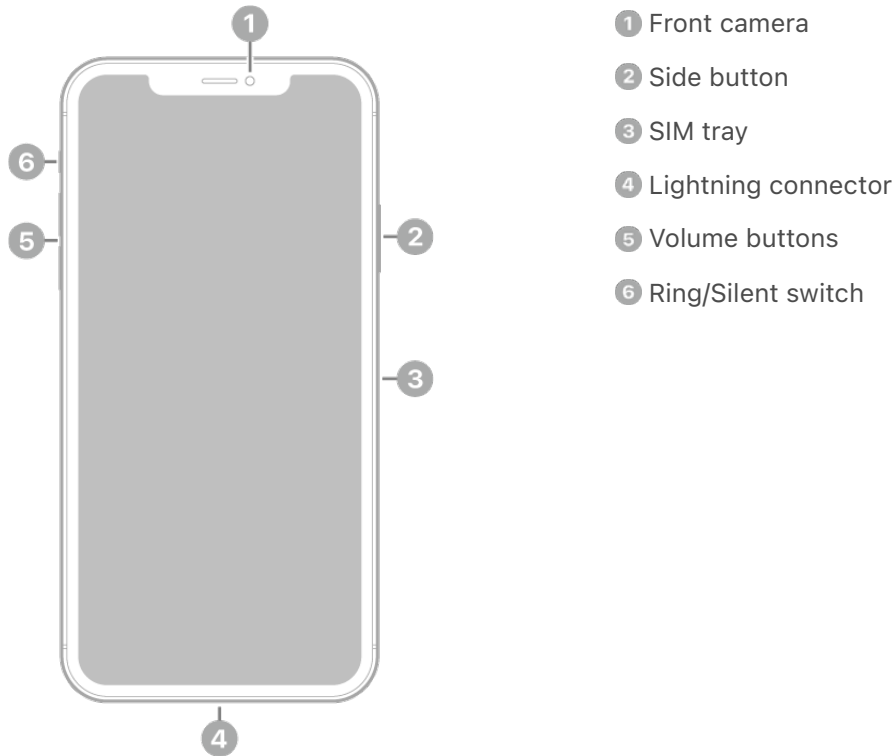 1
1 Front camera
2 Side button
3 SIM tray
4 Lightning connector
5 Volume buttons
6 Ring/Silent switch
6
5
2
3
4